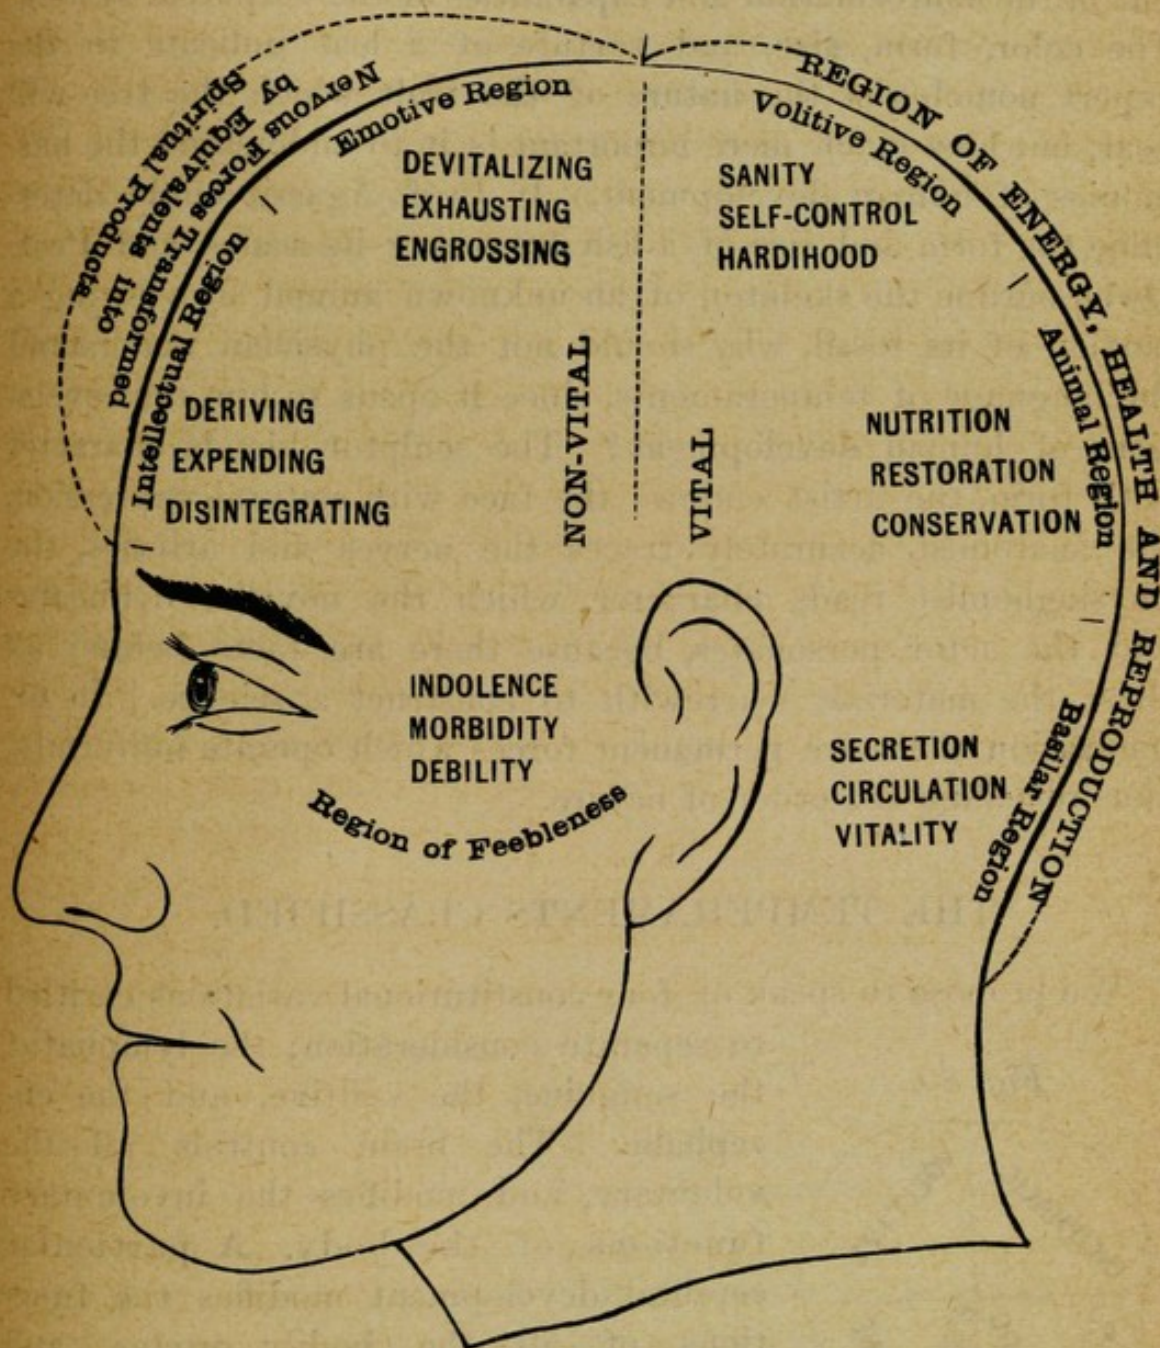 Nervous Forces Transformed
by Equivalents into
Spiritual Products.
Emotive Region
DEVITALIZING
EXHAUSTING
ENGROSSING
REGION OF ENERGY, HEALTH AND REPRODUCTION
Volitive Region
SANITY
SELF-CONTROL
HARDIHOOD
Intellectual Region
DERIVING
EXPENDING
DISINTEGRATING
NON-VITAL
VITAL
Animal Region
NUTRITION
RESTORATION
CONSERVATION
INDOLENCE
MORBIDITY
DEBILITY
Region of Feebleness
SECRETION
CIRCULATION
VITALITY
Basilar Region